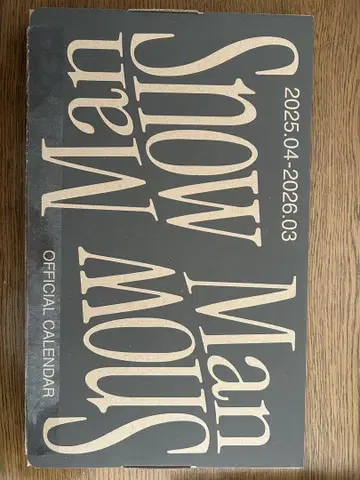 2025.04-2026.03
Snow
Man
Snow
Man
OFFICIAL CALENDAR